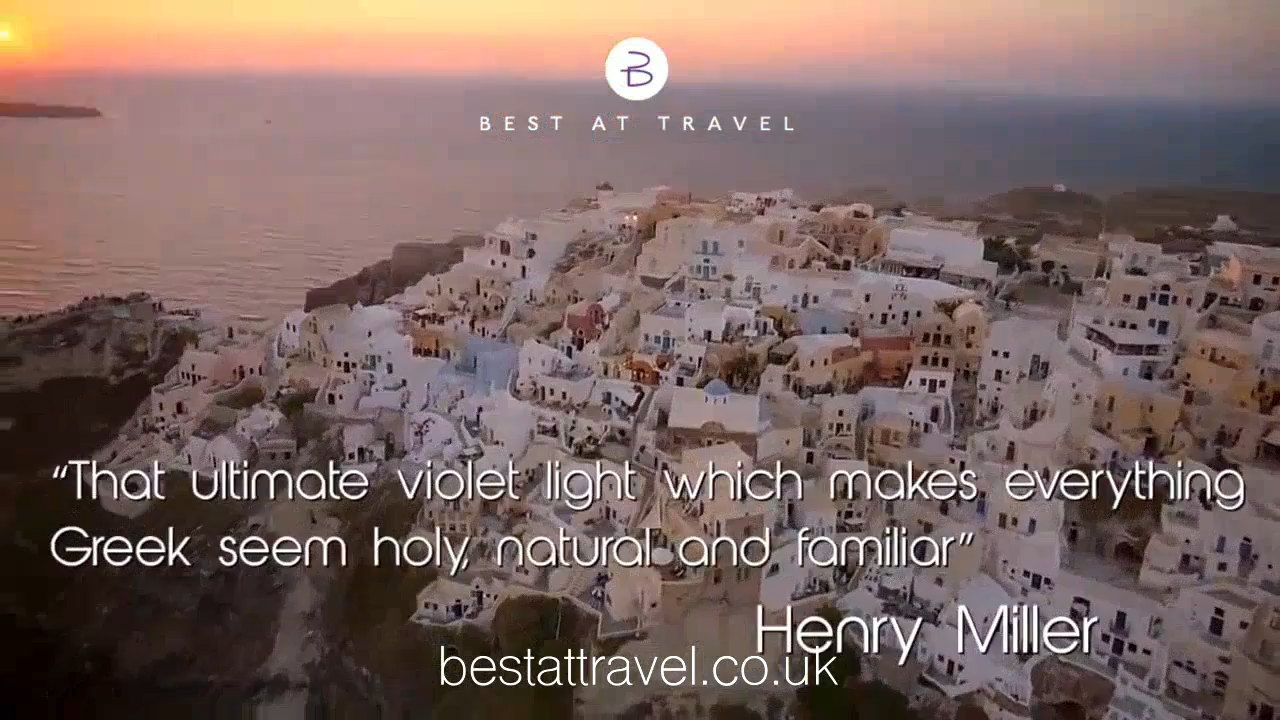 B
BEST AT TRAVEL
“That ultimate violet light which makes everything
Greek seem holy, natural and familiar”
Henry Miller
bestattravel.co.uk